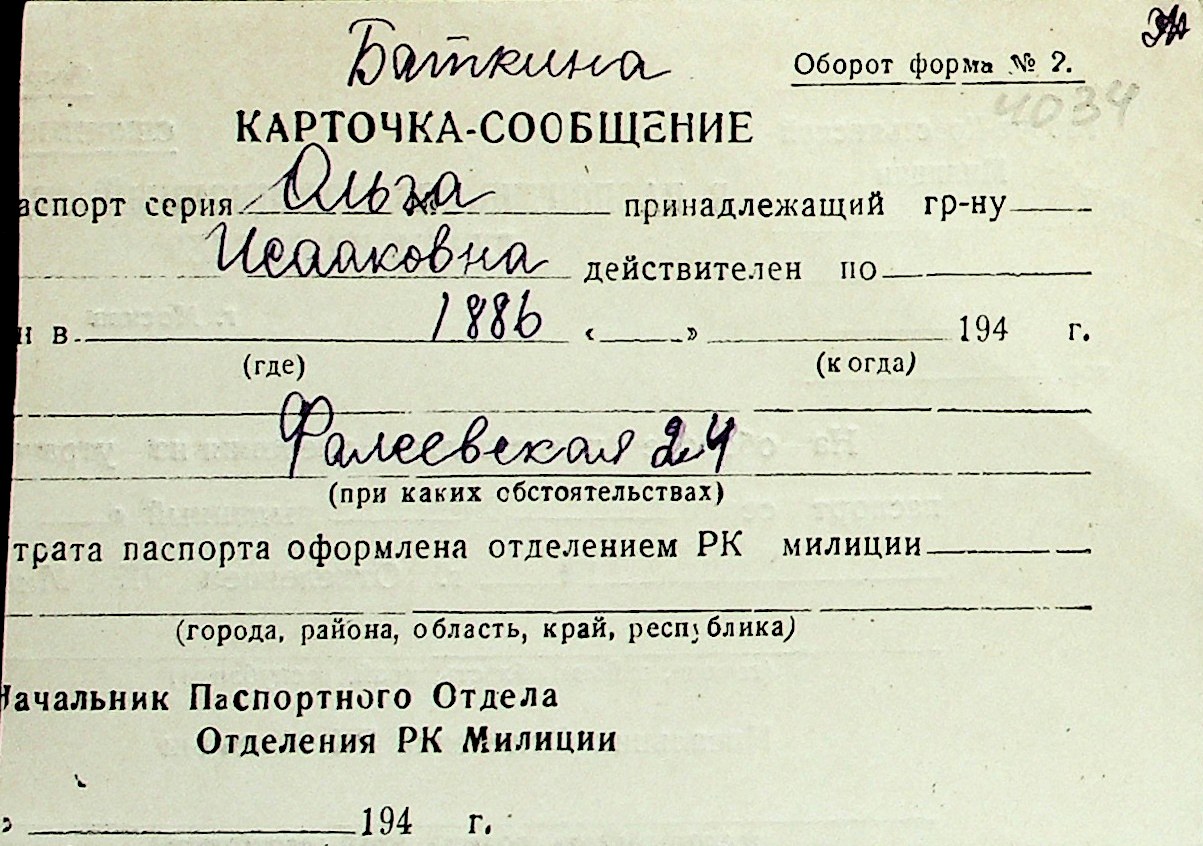 Баткина
Оборот форма № 2.
4034
КАРТОЧКА-СООБЩЕНИЕ
аспорт серия Ольга № принадлежащий гр-ну
Исааковна действителен по
и в 1886 « » 194 г.
(где) (когда)
Фалеевская 24
(при каких обстоятельствах)
трата паспорта оформлена отделением РК милиции
(города, района, область, край, республика)
Начальник Паспортного Отдела
Отделения РК Милиции
» 194 г.